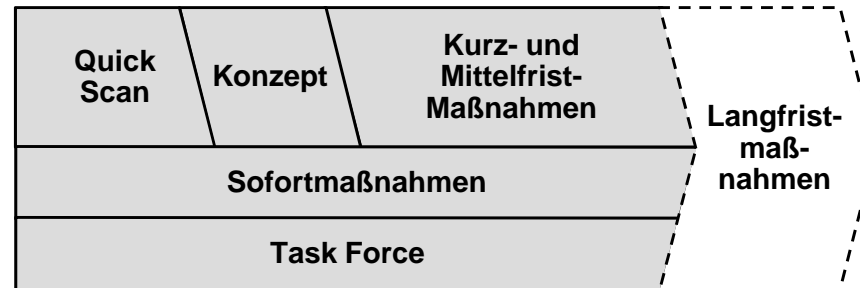 Quick
Scan
Konzept
Kurz- und
Mittelfrist-
Maßnahmen
Langfrist-
maß-
nahmen
Sofortmaßnahmen
Task Force